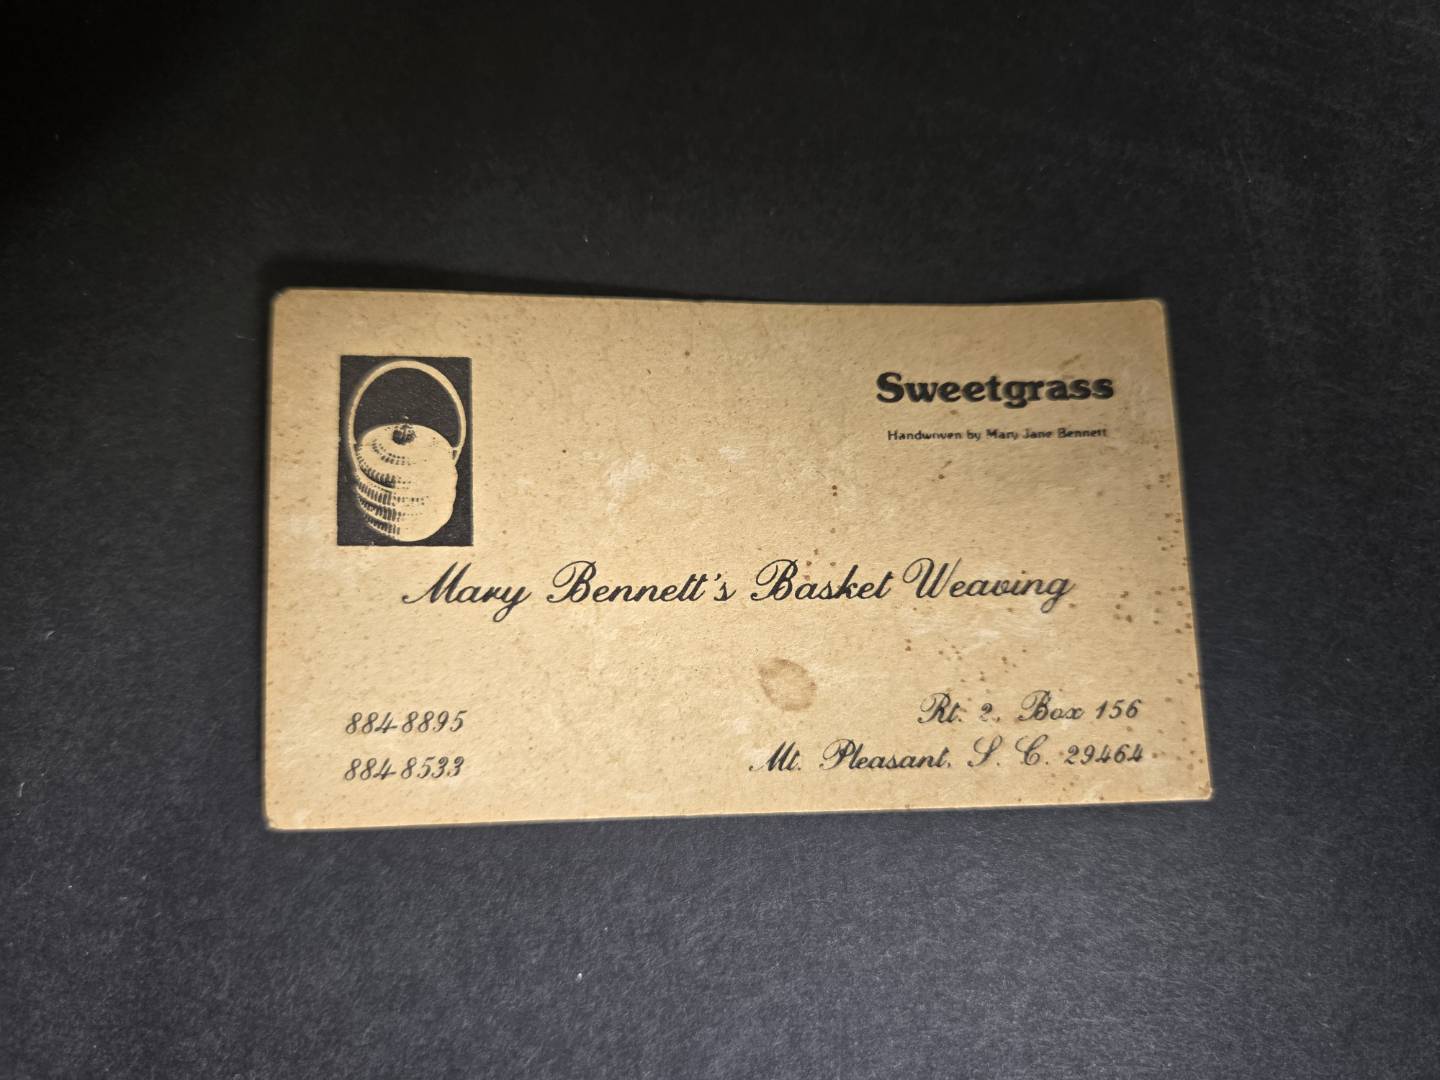 Sweetgrass
Handwoven by Mary Jane Bennett
Mary Bennett's Basket Weaving
884-8895
884-8533
Rt. 2, Box 156
Mt. Pleasant, S. C. 29464